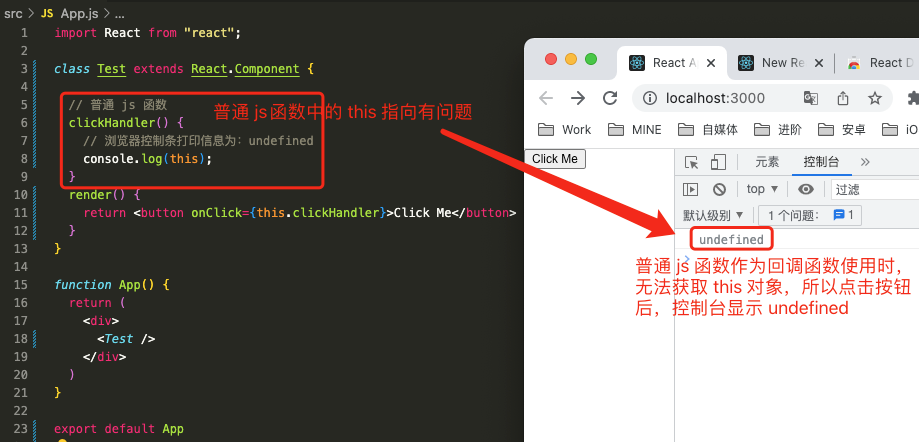 src > JS App.js > ...
1 import React from "react";
2
3 class Test extends React.Component {
4
5 // 普通 js 函数
6 clickHandler() {
7 // 浏览器控制条打印信息为：undefined
8 console.log(this);
9 }
10 render() {
11 return <button onClick={this.clickHandler}>Click Me</button>
12 }
13 }
14
15 function App() {
16 return (
17 <div>
18 <Test />
19 </div>
20 )
21 }
22
23 export default App
普通 js函数中的 this 指向有问题
React A
New Re
React D
localhost:3000
Work MINE 自媒体 进阶 安卓 iO
Click Me
元素 控制台 »
top ▼ 过滤
默认级别 ▼ 1 个问题： 1
undefined
普通 js 函数作为回调函数使用时，
无法获取 this 对象，所以点击按钮
后，控制台显示 undefined